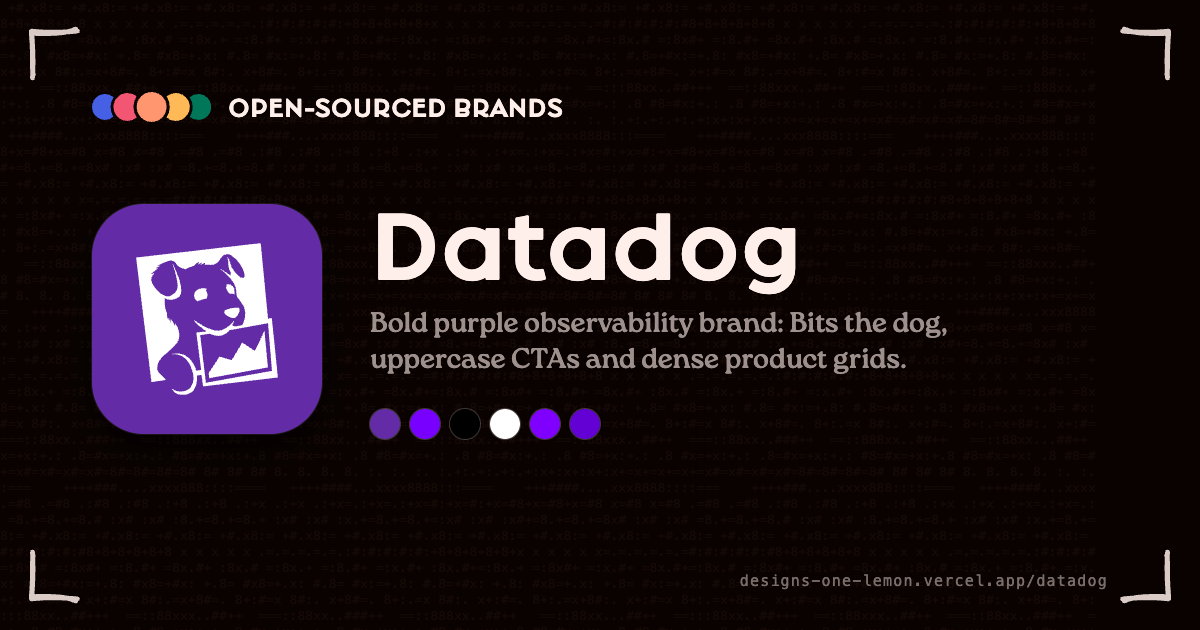 OPEN-SOURCED BRANDS
Datadog
Bold purple observability brand: Bits the dog,
uppercase CTAs and dense product grids.
designs-one-lemon.vercel.app/datadog